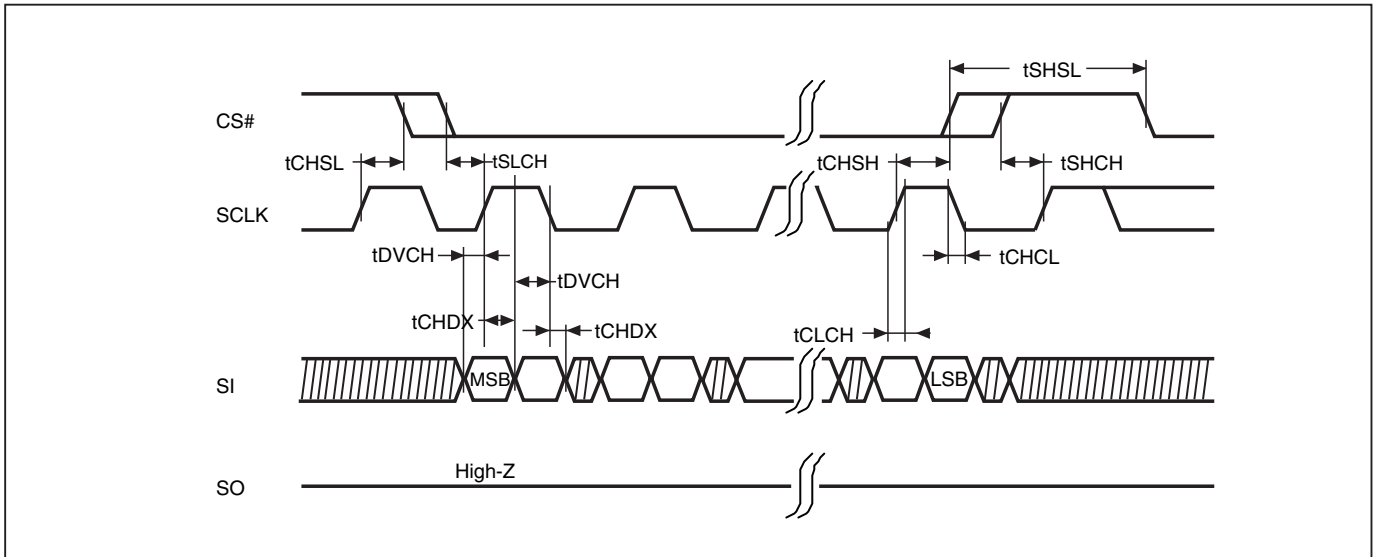 tSHSL
CS#
tCHSL
tSLCH
tCHSH
tSHCH
SCLK
tDVCH
tCHCL
tDVCH
tCHDX
tCHDX
tCLCH
SI
MSB
LSB
High-Z
SO